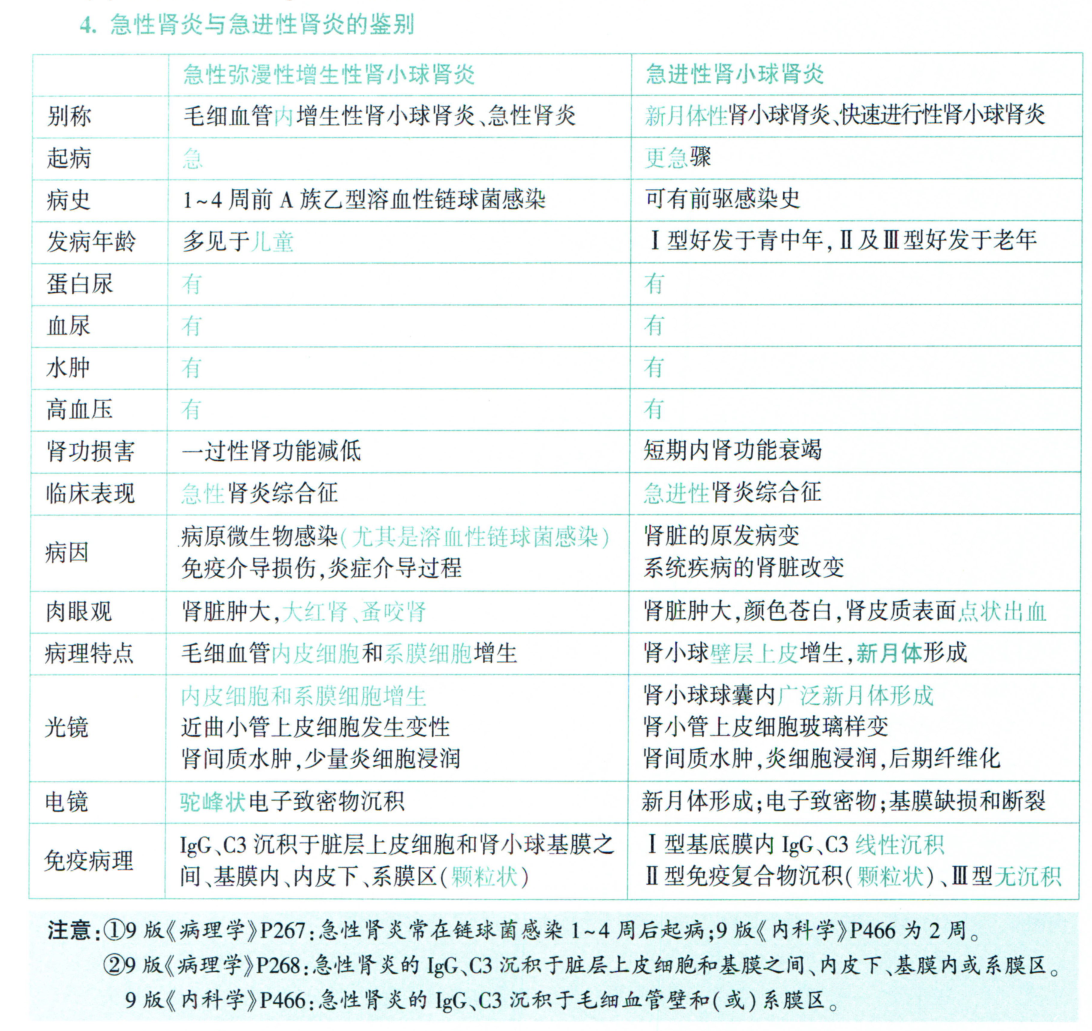 4. 急性肾炎与急进性肾炎的鉴别
急性弥漫性增生性肾小球肾炎 急进性肾小球肾炎
别称 毛细血管内增生性肾小球肾炎、急性肾炎 新月体性肾小球肾炎、快速进行性肾小球肾炎
起病 急 更急骤
病史 1~4 周前 A 族乙型溶血性链球菌感染 可有前驱感染史
发病年龄 多见于儿童 Ⅰ型好发于青中年,Ⅱ及Ⅲ型好发于老年
蛋白尿 有 有
血尿 有 有
水肿 有 有
高血压 有 有
肾功损害 一过性肾功能减低 短期内肾功能衰竭
临床表现 急性肾炎综合征 急进性肾炎综合征
病因 病原微生物感染(尤其是溶血性链球菌感染) 肾脏的原发病变
免疫介导损伤,炎症介导过程 系统疾病的肾脏改变
肉眼观 肾脏肿大,大红肾、蚤咬肾 肾脏肿大,颜色苍白,肾皮质表面点状出血
病理特点 毛细血管内皮细胞和系膜细胞增生 肾小球壁层上皮增生,新月体形成
光镜 内皮细胞和系膜细胞增生 肾小球球囊内广泛新月体形成
近曲小管上皮细胞发生变性 肾小管上皮细胞玻璃样变
肾间质水肿,少量炎细胞浸润 肾间质水肿,炎细胞浸润,后期纤维化
电镜 驼峰状电子致密物沉积 新月体形成;电子致密物;基膜缺损和断裂
免疫病理 IgG、C3 沉积于脏层上皮细胞和肾小球基膜之 Ⅰ型基底膜内 IgG、C3 线性沉积
间、基膜内、内皮下、系膜区(颗粒状) Ⅱ型免疫复合物沉积(颗粒状)、Ⅲ型无沉积
注意:①9 版《病理学》P267:急性肾炎常在链球菌感染 1~4 周后起病;9 版《内科学》P466 为 2 周。
②9 版《病理学》P268:急性肾炎的 IgG、C3 沉积于脏层上皮细胞和基膜之间、内皮下、基膜内或系膜区。
9 版《内科学》P466:急性肾炎的 IgG、C3 沉积于毛细血管壁和(或)系膜区。